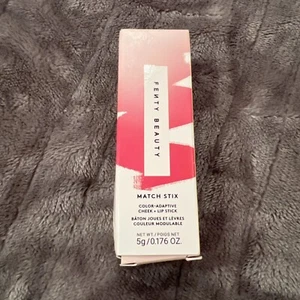 FENTY BEAUTY
MATCH STIX
COLOR-ADAPTIVE
CHEEK + LIP STICK
BÂTON JOUES ET LÈVRES
COULEUR MODULABLE
NET WT / POIDS NET
5g/0.176 OZ.